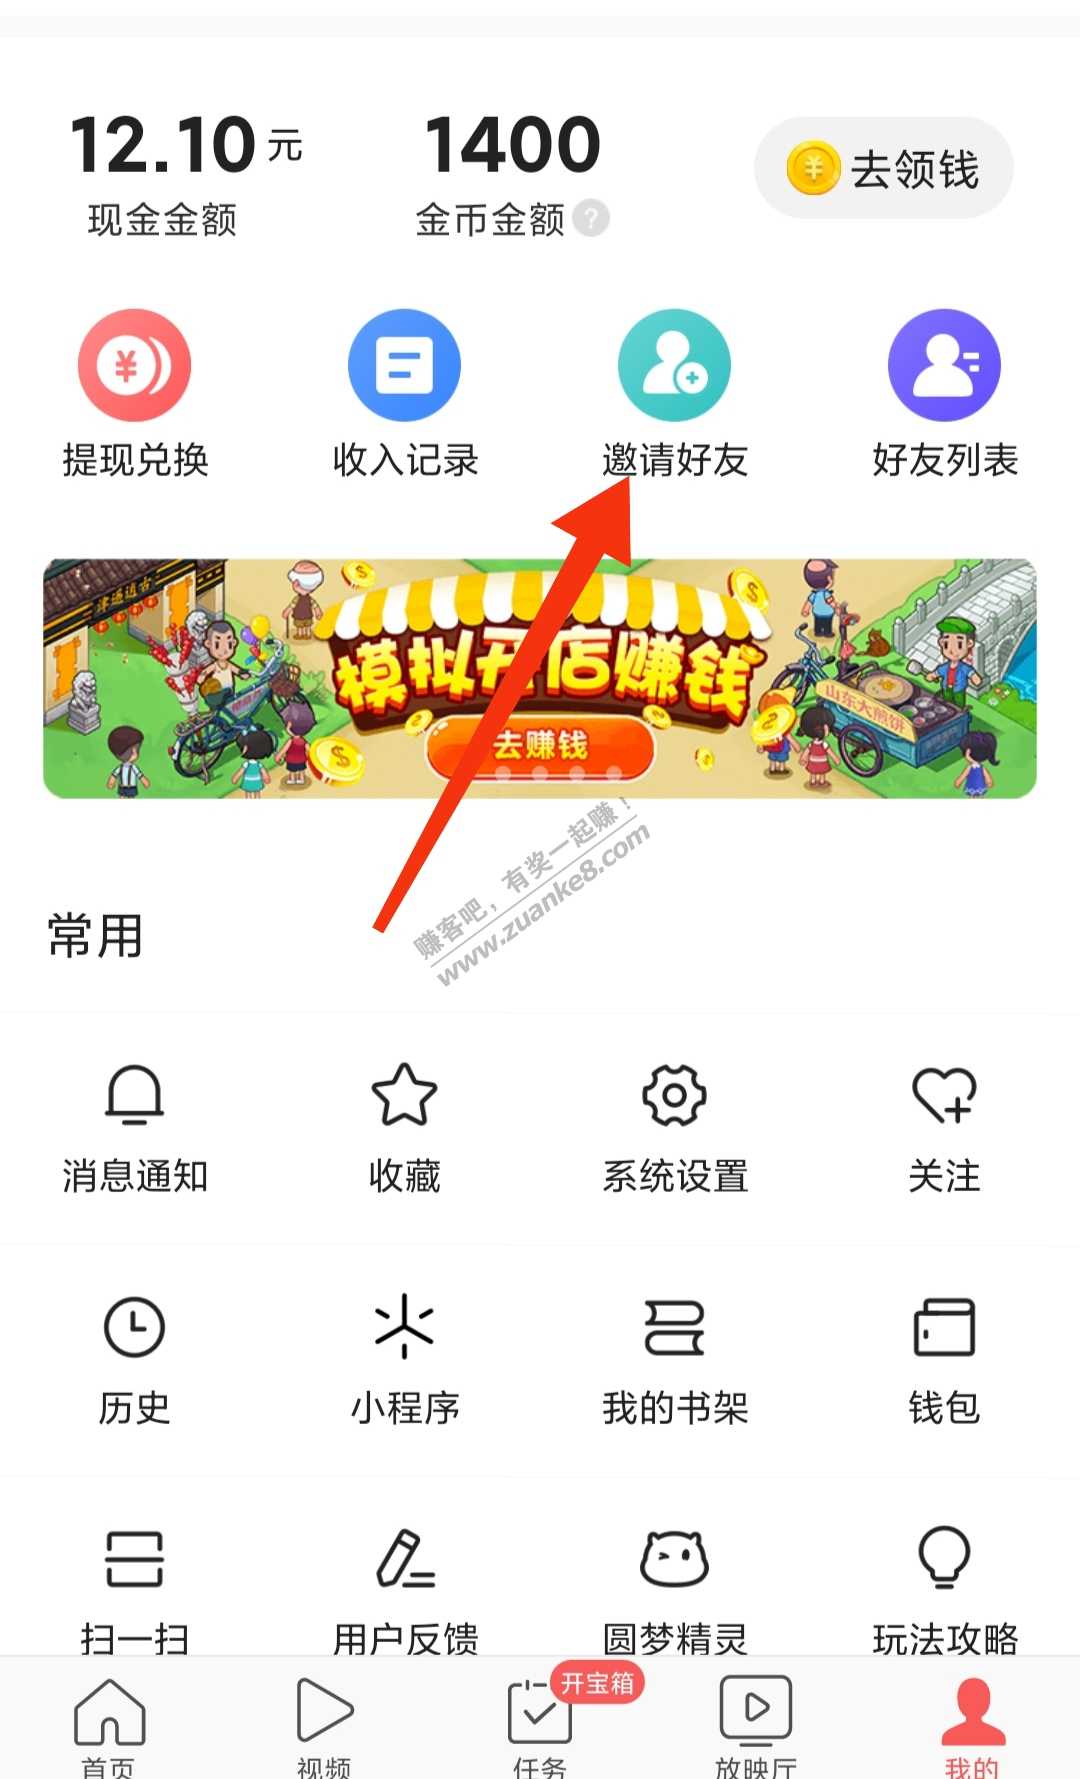 12.10元
1400
去领钱
现金金额
金币金额 ?
提现兑换
收入记录
邀请好友
好友列表
模拟开店赚钱
山东大煎饼
去赚钱
赚客吧，有奖一起赚！
www.zuanke8.com
常用
消息通知
收藏
系统设置
关注
历史
小程序
我的书架
钱包
扫一扫
用户反馈
圆梦精灵
玩法攻略
开宝箱
首页
视频
任务
放映厅
我的